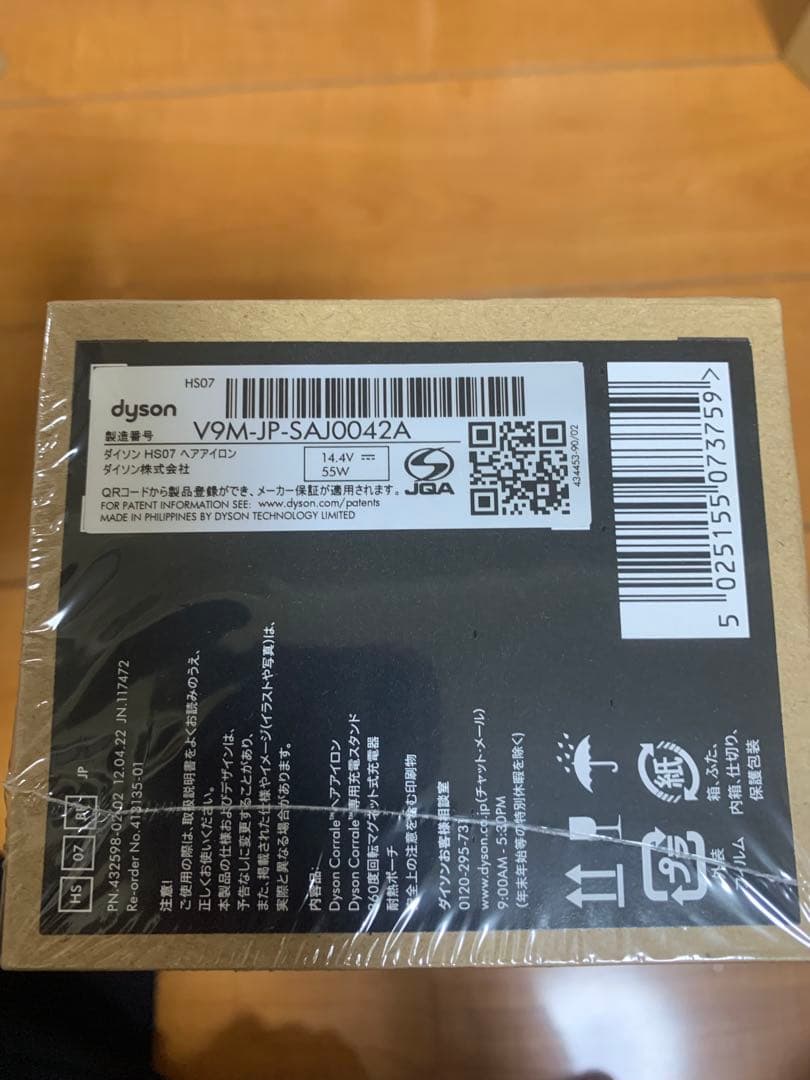 HS07
dyson
製造番号 V9M-JP-SAJ0042A
ダイソン HS07 ヘアアイロン
ダイソン株式会社
14.4V
55W
JQA
434453-90/02
QRコードから製品登録ができ、メーカー保証が適用されます。
FOR PATENT INFORMATION SEE: www.dyson.com/patents
MADE IN PHILIPPINES BY DYSON TECHNOLOGY LIMITED
5 025155 073759 >
HS 07 JP
PN.432598-02-02 12.04.22 JN.117472
Re-order No.413135-01
注意!
ご使用の際は、取扱説明書をよくお読みのうえ、
正しくお使いください。
本製品の仕様およびデザインは、
予告なしに変更することがあり、
また、掲載された仕様やイメージ(イラストや写真)は、
実際と異なる場合があります。
内容品:
Dyson Corrale™ヘアアイロン
Dyson Corrale™専用充電スタンド
360度回転マグネット式充電器
耐熱ポーチ
安全上の注意を含む印刷物
ダイソンお客様相談室
0120-295-731
www.dyson.co.jp(チャット・メール)
9:00AM - 5:30PM
(年末年始等の特別休暇を除く)
紙
箱、ふた、
内箱、仕切り、
保護包装
プラ
外装
フィルム